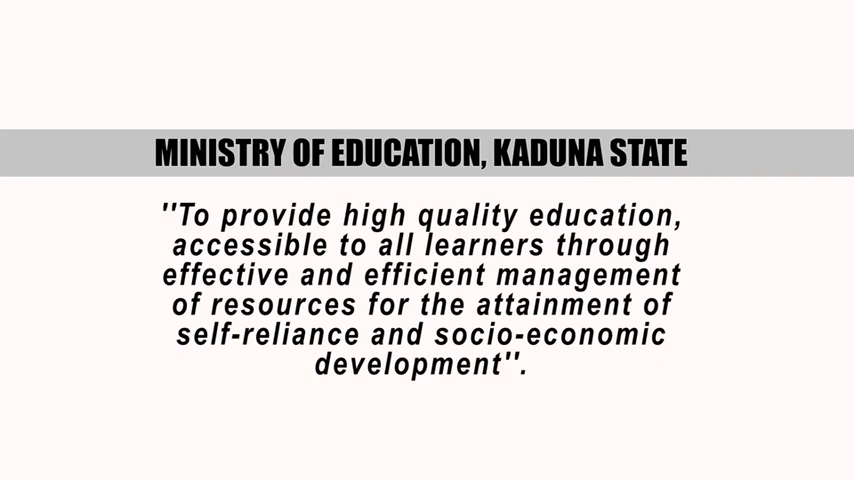 MINISTRY OF EDUCATION, KADUNA STATE
''To provide high quality education,
accessible to all learners through
effective and efficient management
of resources for the attainment of
self-reliance and socio-economic
development''.